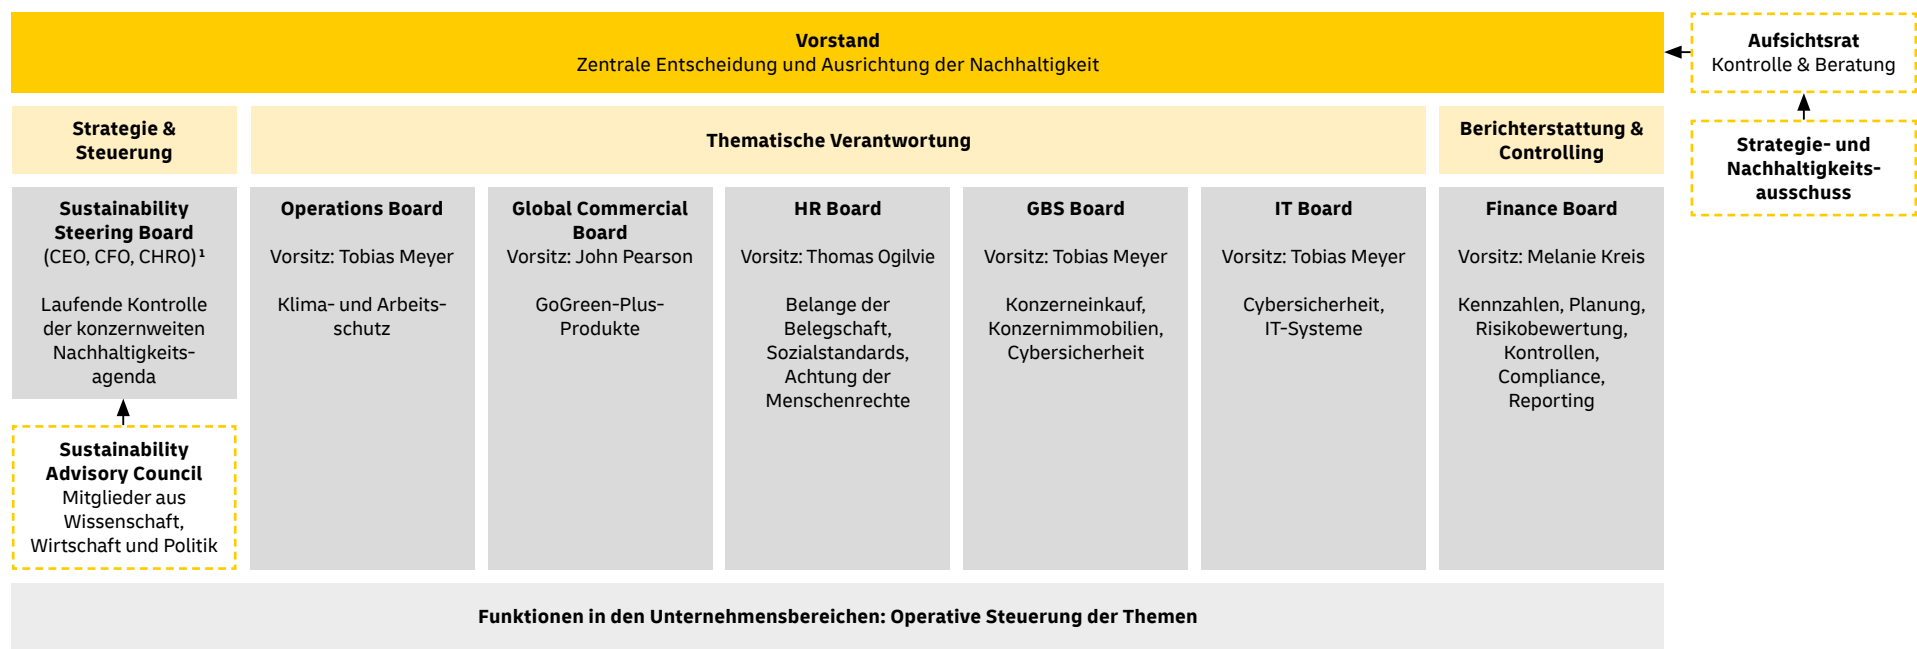 Vorstand
Zentrale Entscheidung und Ausrichtung der Nachhaltigkeit
Aufsichtsrat
Kontrolle & Beratung
Strategie- und
Nachhaltigkeits-
ausschuss
Strategie &
Steuerung
Thematische Verantwortung
Berichterstattung &
Controlling
Sustainability
Steering Board
(CEO, CFO, CHRO)¹
Laufende Kontrolle
der konzernweiten
Nachhaltigkeits-
agenda
Sustainability
Advisory Council
Mitglieder aus
Wissenschaft,
Wirtschaft und Politik
Operations Board
Vorsitz: Tobias Meyer
Klima- und Arbeits-
schutz
Global Commercial
Board
Vorsitz: John Pearson
GoGreen-Plus-
Produkte
HR Board
Vorsitz: Thomas Ogilvie
Belange der
Belegschaft,
Sozialstandards,
Achtung der
Menschenrechte
GBS Board
Vorsitz: Tobias Meyer
Konzerneinkauf,
Konzernimmobilien,
Cybersicherheit
IT Board
Vorsitz: Tobias Meyer
Cybersicherheit,
IT-Systeme
Finance Board
Vorsitz: Melanie Kreis
Kennzahlen, Planung,
Risikobewertung,
Kontrollen,
Compliance,
Reporting
Funktionen in den Unternehmensbereichen: Operative Steuerung der Themen